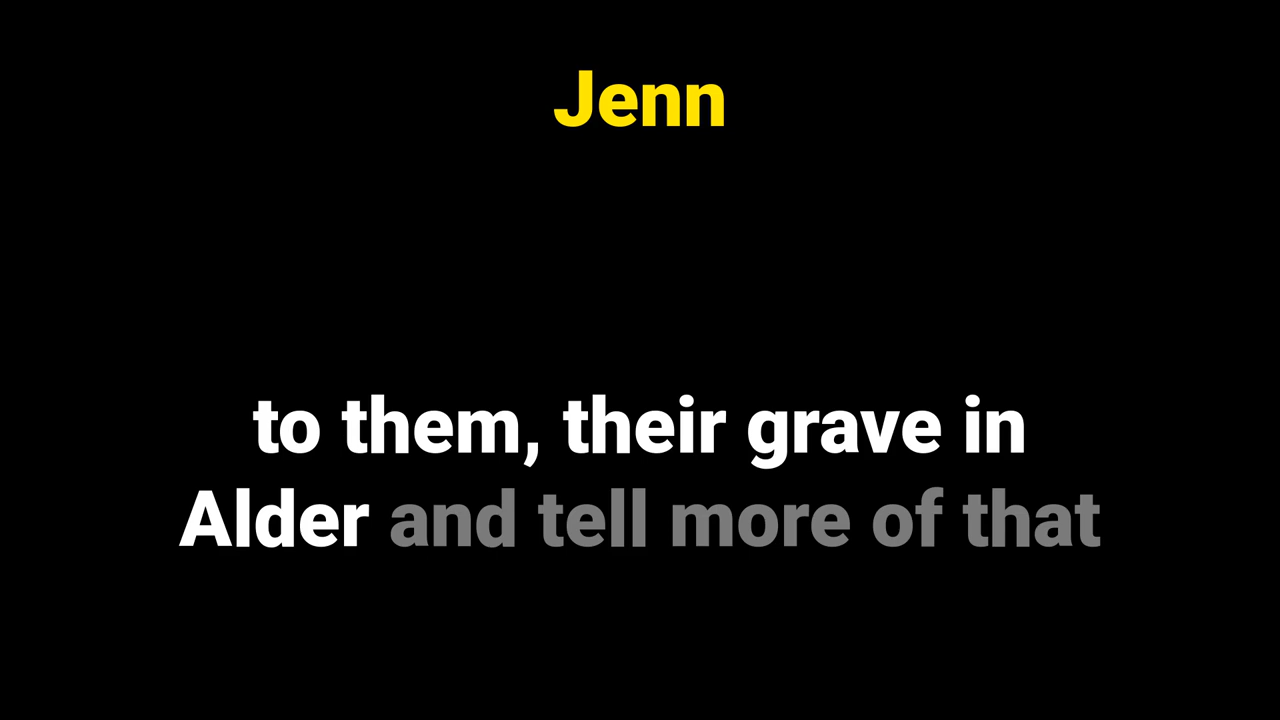 Jenn
to them, their grave in
Alder and tell more of that